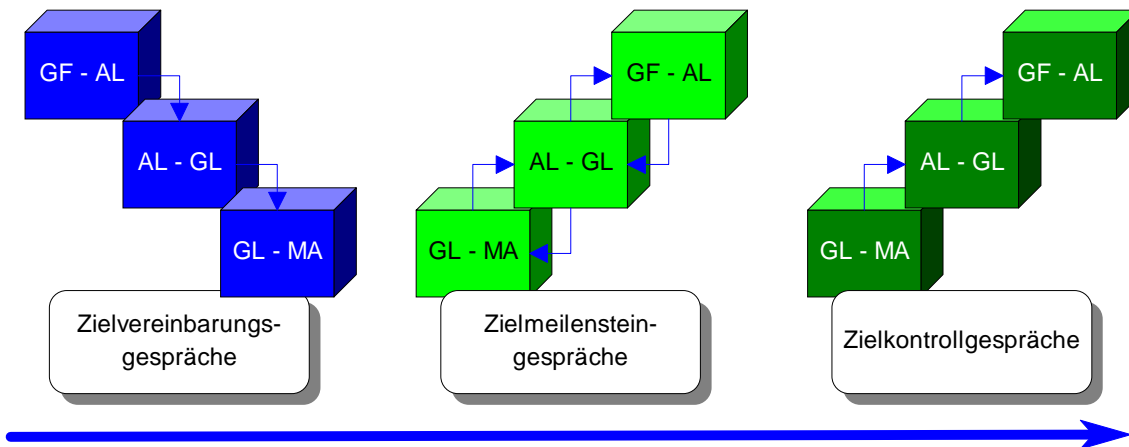 GF - AL
AL - GL
GL - MA
Zielvereinbarungs-
gespräche
GF - AL
AL - GL
GL - MA
Zielmeilenstein-
gespräche
GF - AL
AL - GL
GL - MA
Zielkontrollgespräche